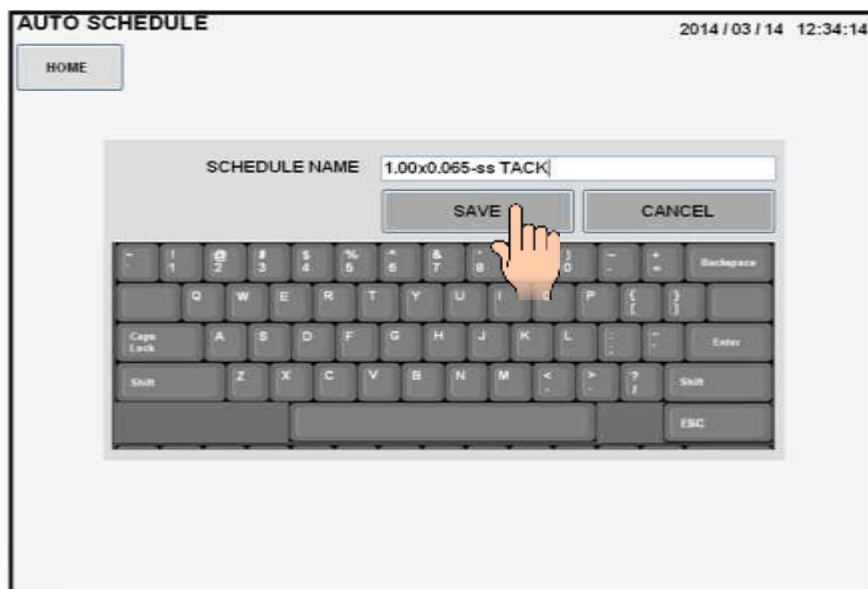 AUTO SCHEDULE
2014 / 03 / 14 12:34:14
HOME
SCHEDULE NAME 1.00x0.065-ss TACK
SAVE CANCEL
~ ! @ # $ % ^ & ) - +
1 2 3 4 5 6 7 8 0 - = Backspace
Q W E R T Y U I O P { }
[ ]
Caps Lock A S D F G H J K L : Enter
;
Shift Z X C V B N M < > ? Shift
, . /
ESC